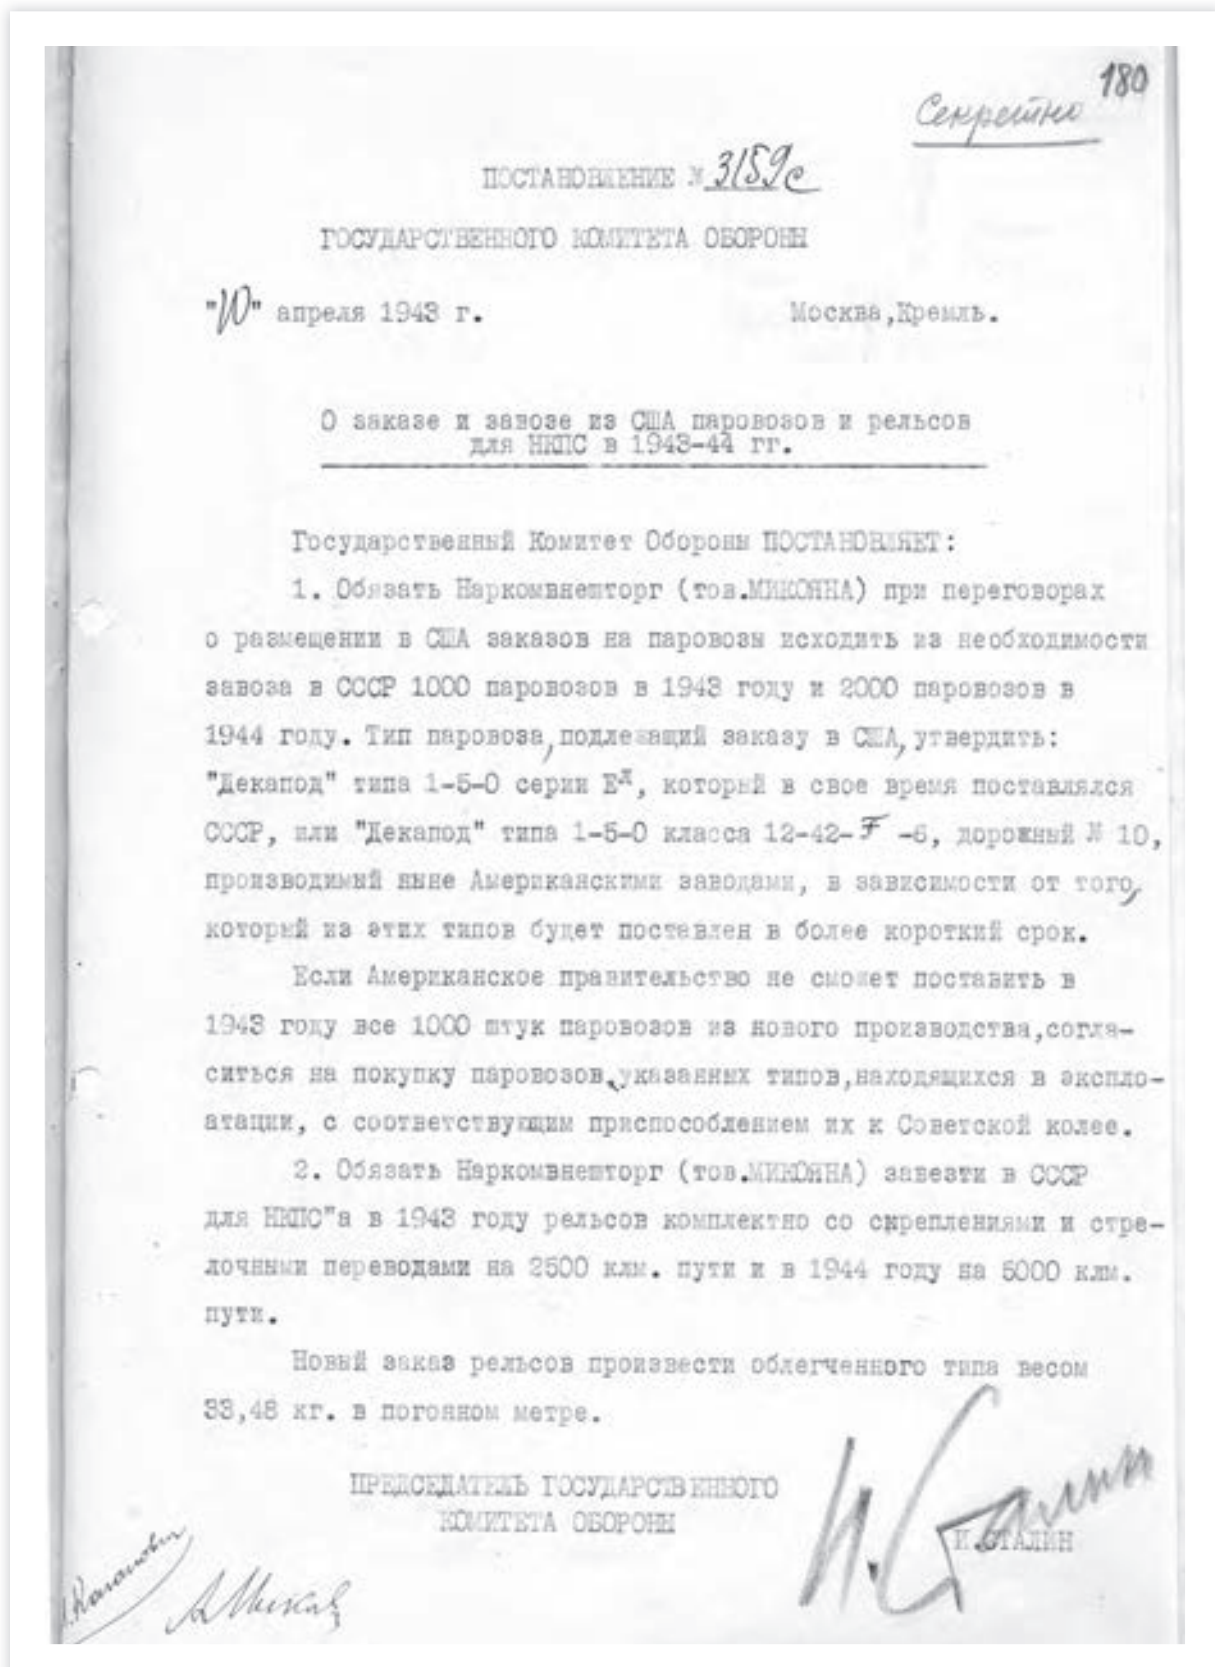 180
Секретно
ПОСТАНОВЛЕНИЕ № 3159с
ГОСУДАРСТВЕННОГО КОМИТЕТА ОБОРОНЫ
"10" апреля 1943 г. Москва,Кремль.
О заказе и завозе из США паровозов и рельсов
для НКПС в 1943-44 гг.
Государственный Комитет Обороны ПОСТАНОВЛЯЕТ:
1. Обязать Наркомвнешторг (тов.МИКОЯНА) при переговорах
о размещении в США заказов на паровозы исходить из необходимости
завоза в СССР 1000 паровозов в 1943 году и 2000 паровозов в
1944 году. Тип паровоза, подлежащий заказу в США, утвердить:
"Декапод" типа 1-5-0 серии Ел, который в свое время поставлялся
СССР, или "Декапод" типа 1-5-0 класса 12-42-F -6, дорожный № 10,
производимый ныне Американскими заводами, в зависимости от того,
который из этих типов будет поставлен в более короткий срок.
Если Американское правительство не сможет поставить в
1943 году все 1000 штук паровозов из нового производства,согла-
ситься на покупку паровозов указанных типов,находящихся в экспло-
атации, с соответствующим приспособлением их к Советской колее.
2. Обязать Наркомвнешторг (тов.МИКОЯНА) завезти в СССР
для НКПС"а в 1943 году рельсов комплектно со скреплениями и стре-
лочными переводами на 2500 клм. пути и в 1944 году на 5000 клм.
пути.
Новый заказ рельсов произвести облегченного типа весом
33,48 кг. в погонном метре.
ПРЕДСЕДАТЕЛЬ ГОСУДАРСТВЕННОГО
КОМИТЕТА ОБОРОНЫ
И.СТАЛИН
И.Сталин
Л.Каганович
А.Микоян